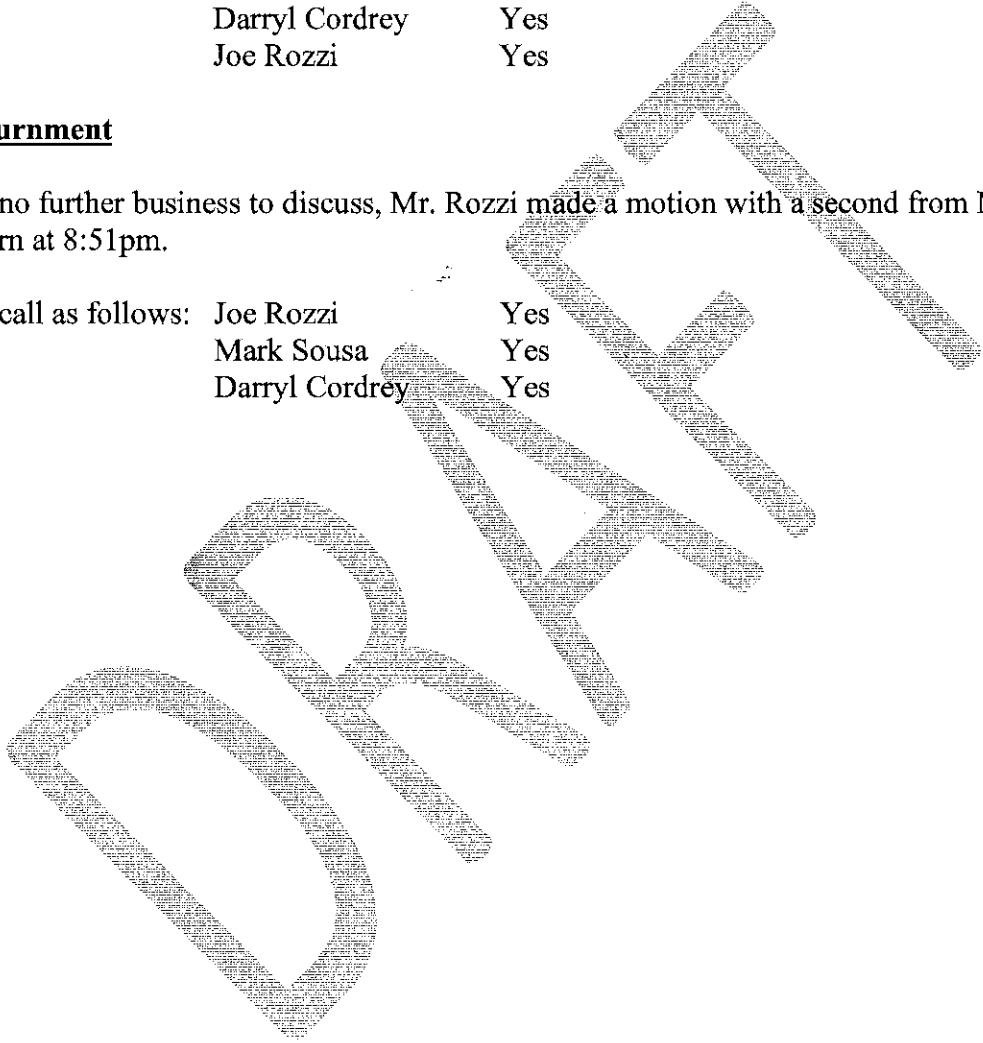 Darryl Cordrey Yes
Joe Rozzi Yes
urnment
no further business to discuss, Mr. Rozzi made a motion with a second from
rn at 8:51pm.
call as follows: Joe Rozzi Yes
Mark Sousa Yes
Darryl Cordrey Yes
DRAFT